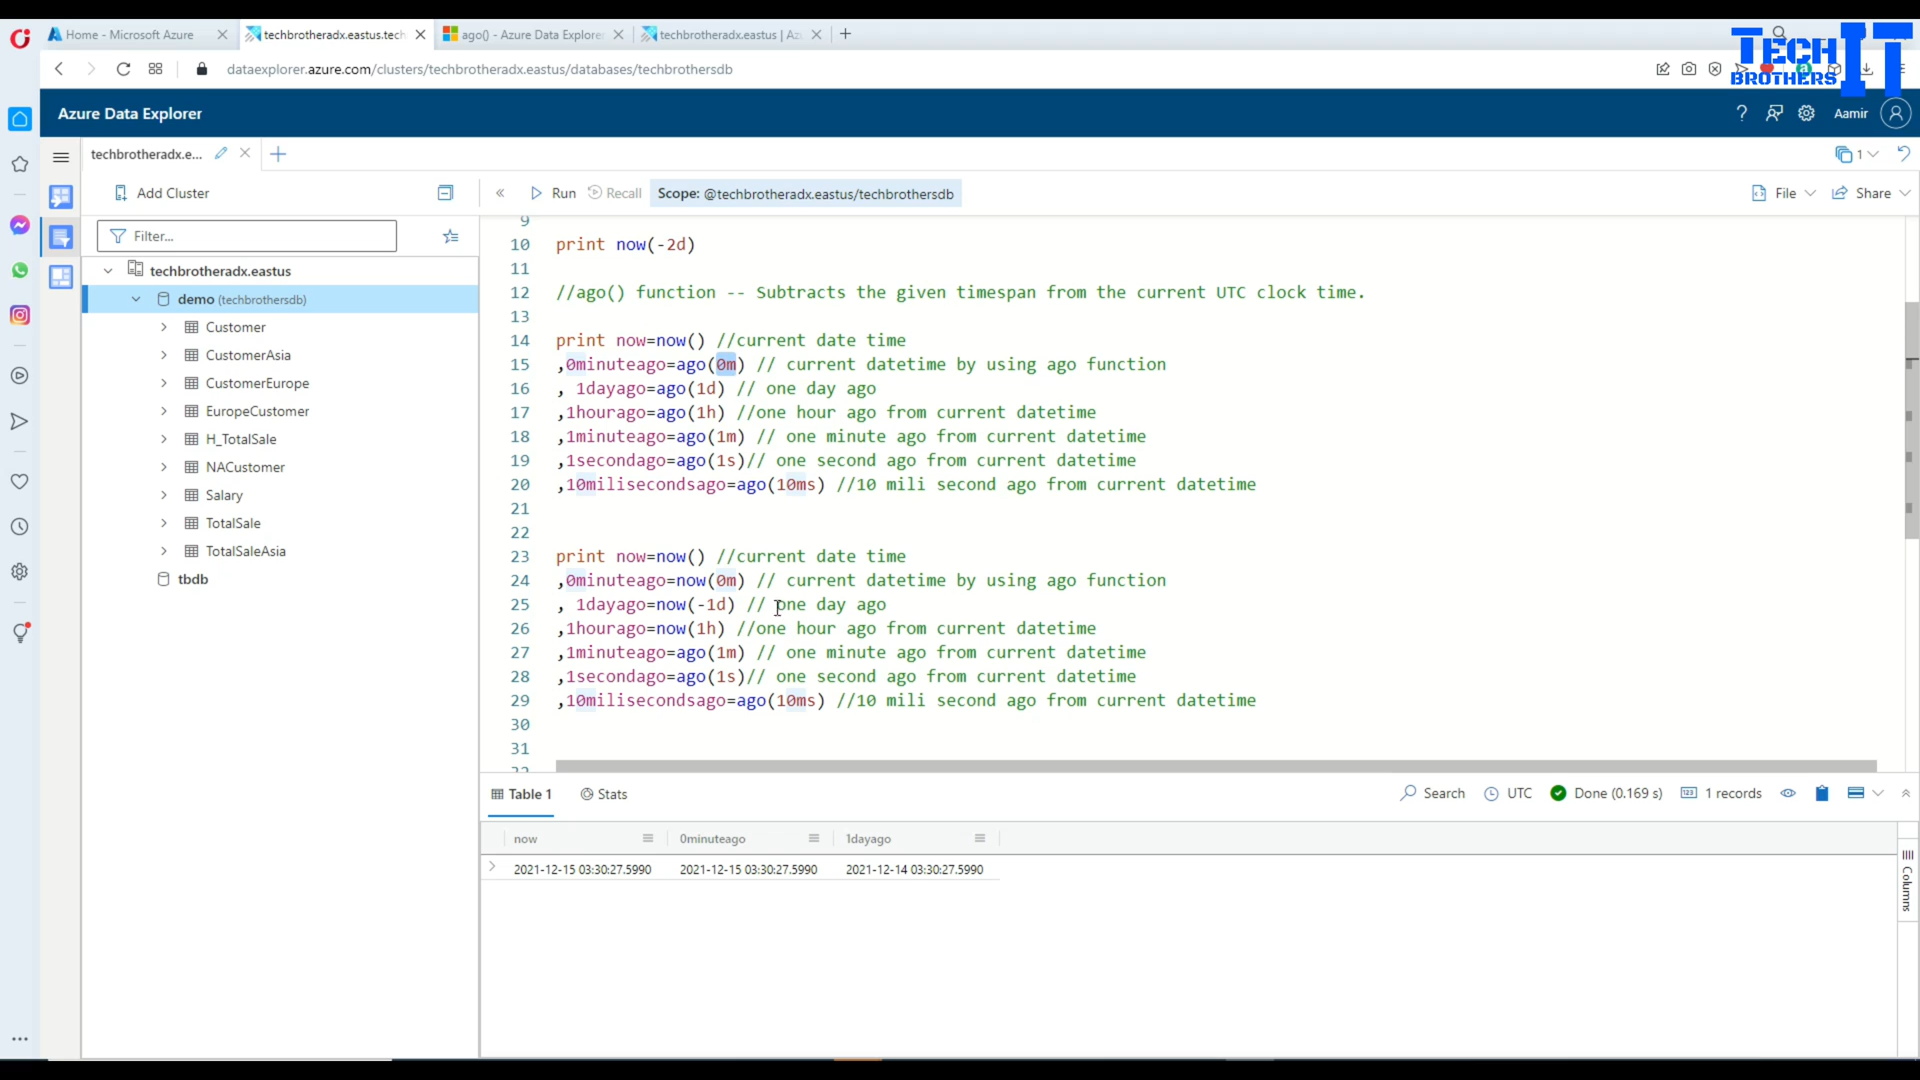 Home - Microsoft Azure
techbrotheradx.eastus.tech
ago() - Azure Data Explorer
techbrotheradx.eastus | Az
dataexplorer.azure.com/clusters/techbrotheradx.eastus/databases/techbrothersdb
TECH
BROTHERS
IT
Azure Data Explorer
Aamir
techbrotheradx.e...
1
Add Cluster
Run
Recall
Scope: @techbrotheradx.eastus/techbrothersdb
File
Share
Filter...
techbrotheradx.eastus
demo (techbrothersdb)
Customer
CustomerAsia
CustomerEurope
EuropeCustomer
H_TotalSale
NACustomer
Salary
TotalSale
TotalSaleAsia
tbdb
9
10 print now(-2d)
11
12 //ago() function -- Subtracts the given timespan from the current UTC clock time.
13
14 print now=now() //current date time
15 ,0minuteago=ago(0m) // current datetime by using ago function
16 , 1dayago=ago(1d) // one day ago
17 ,1hourago=ago(1h) //one hour ago from current datetime
18 ,1minuteago=ago(1m) // one minute ago from current datetime
19 ,1secondago=ago(1s)// one second ago from current datetime
20 ,10milisecondsago=ago(10ms) //10 mili second ago from current datetime
21
22
23 print now=now() //current date time
24 ,0minuteago=now(0m) // current datetime by using ago function
25 , 1dayago=now(-1d) // one day ago
26 ,1hourago=now(1h) //one hour ago from current datetime
27 ,1minuteago=ago(1m) // one minute ago from current datetime
28 ,1secondago=ago(1s)// one second ago from current datetime
29 ,10milisecondsago=ago(10ms) //10 mili second ago from current datetime
30
31
32
Table 1
Stats
Search
UTC
Done (0.169 s)
1 records
now
0minuteago
1dayago
2021-12-15 03:30:27.5990
2021-12-15 03:30:27.5990
2021-12-14 03:30:27.5990
Columns